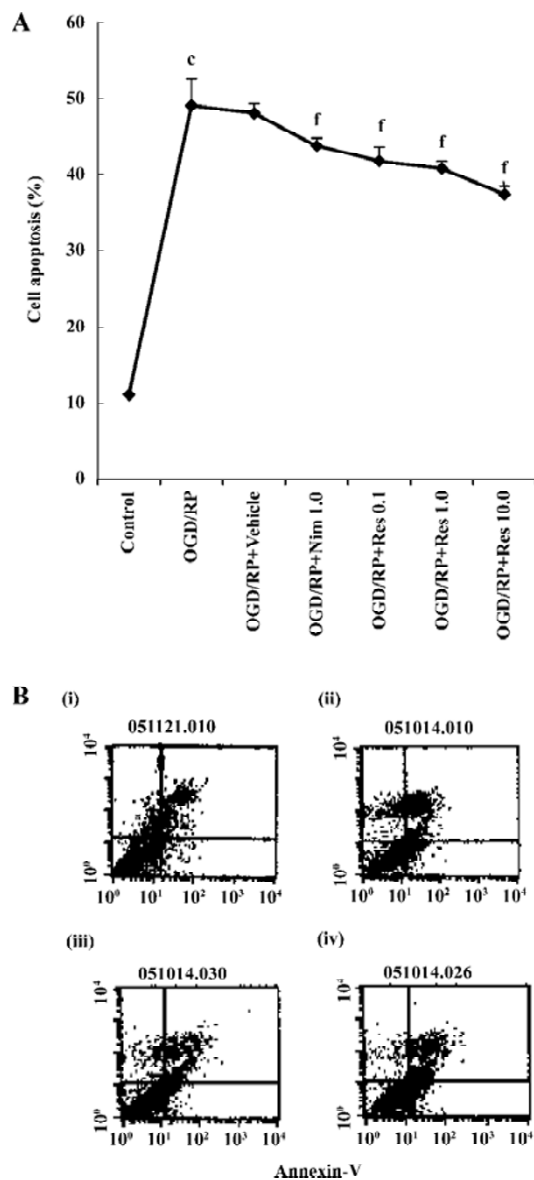 A
60
50
40
30
20
10
0
Cell apoptosis (%)
c
f
f
f
f
Control
OGD/RP
OGD/RP+Vehicle
OGD/RP+Nim 1.0
OGD/RP+Res 0.1
OGD/RP+Res 1.0
OGD/RP+Res 10.0
B
(i)
051121.010
10⁴
10⁰
10⁰ 10¹ 10² 10³ 10⁴
(ii)
051014.010
10⁴
10⁰
10⁰ 10¹ 10² 10³ 10⁴
(iii)
051014.030
10⁴
10⁰
10⁰ 10¹ 10² 10³ 10⁴
(iv)
051014.026
10⁴
10⁰
10⁰ 10¹ 10² 10³ 10⁴
Annexin-V